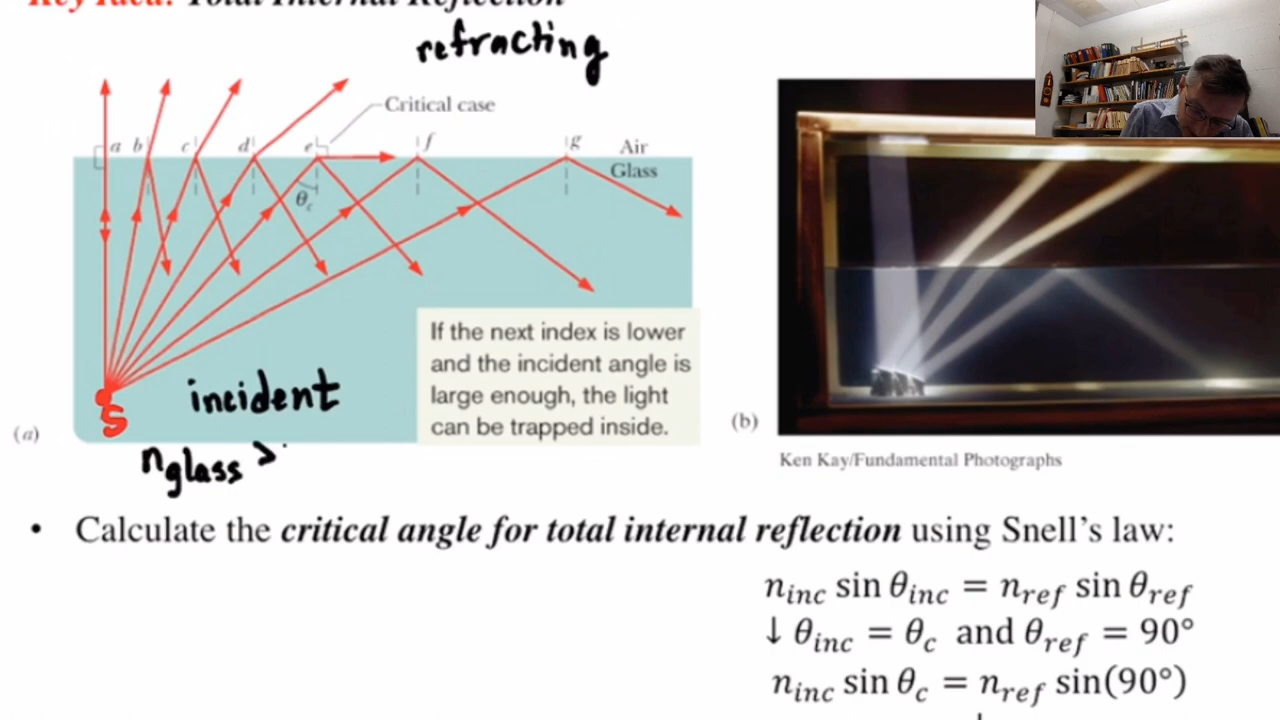 Key Idea: Total Internal Reflection
refracting
Critical case
a b c d e f g Air
Glass
θc
If the next index is lower
and the incident angle is
large enough, the light
can be trapped inside.
S
incident
(a)
(b)
nglass >
Ken Kay/Fundamental Photographs
• Calculate the critical angle for total internal reflection using Snell's law:
n_inc sin θ_inc = n_ref sin θ_ref
↓ θ_inc = θ_c and θ_ref = 90°
n_inc sin θ_c = n_ref sin(90°)